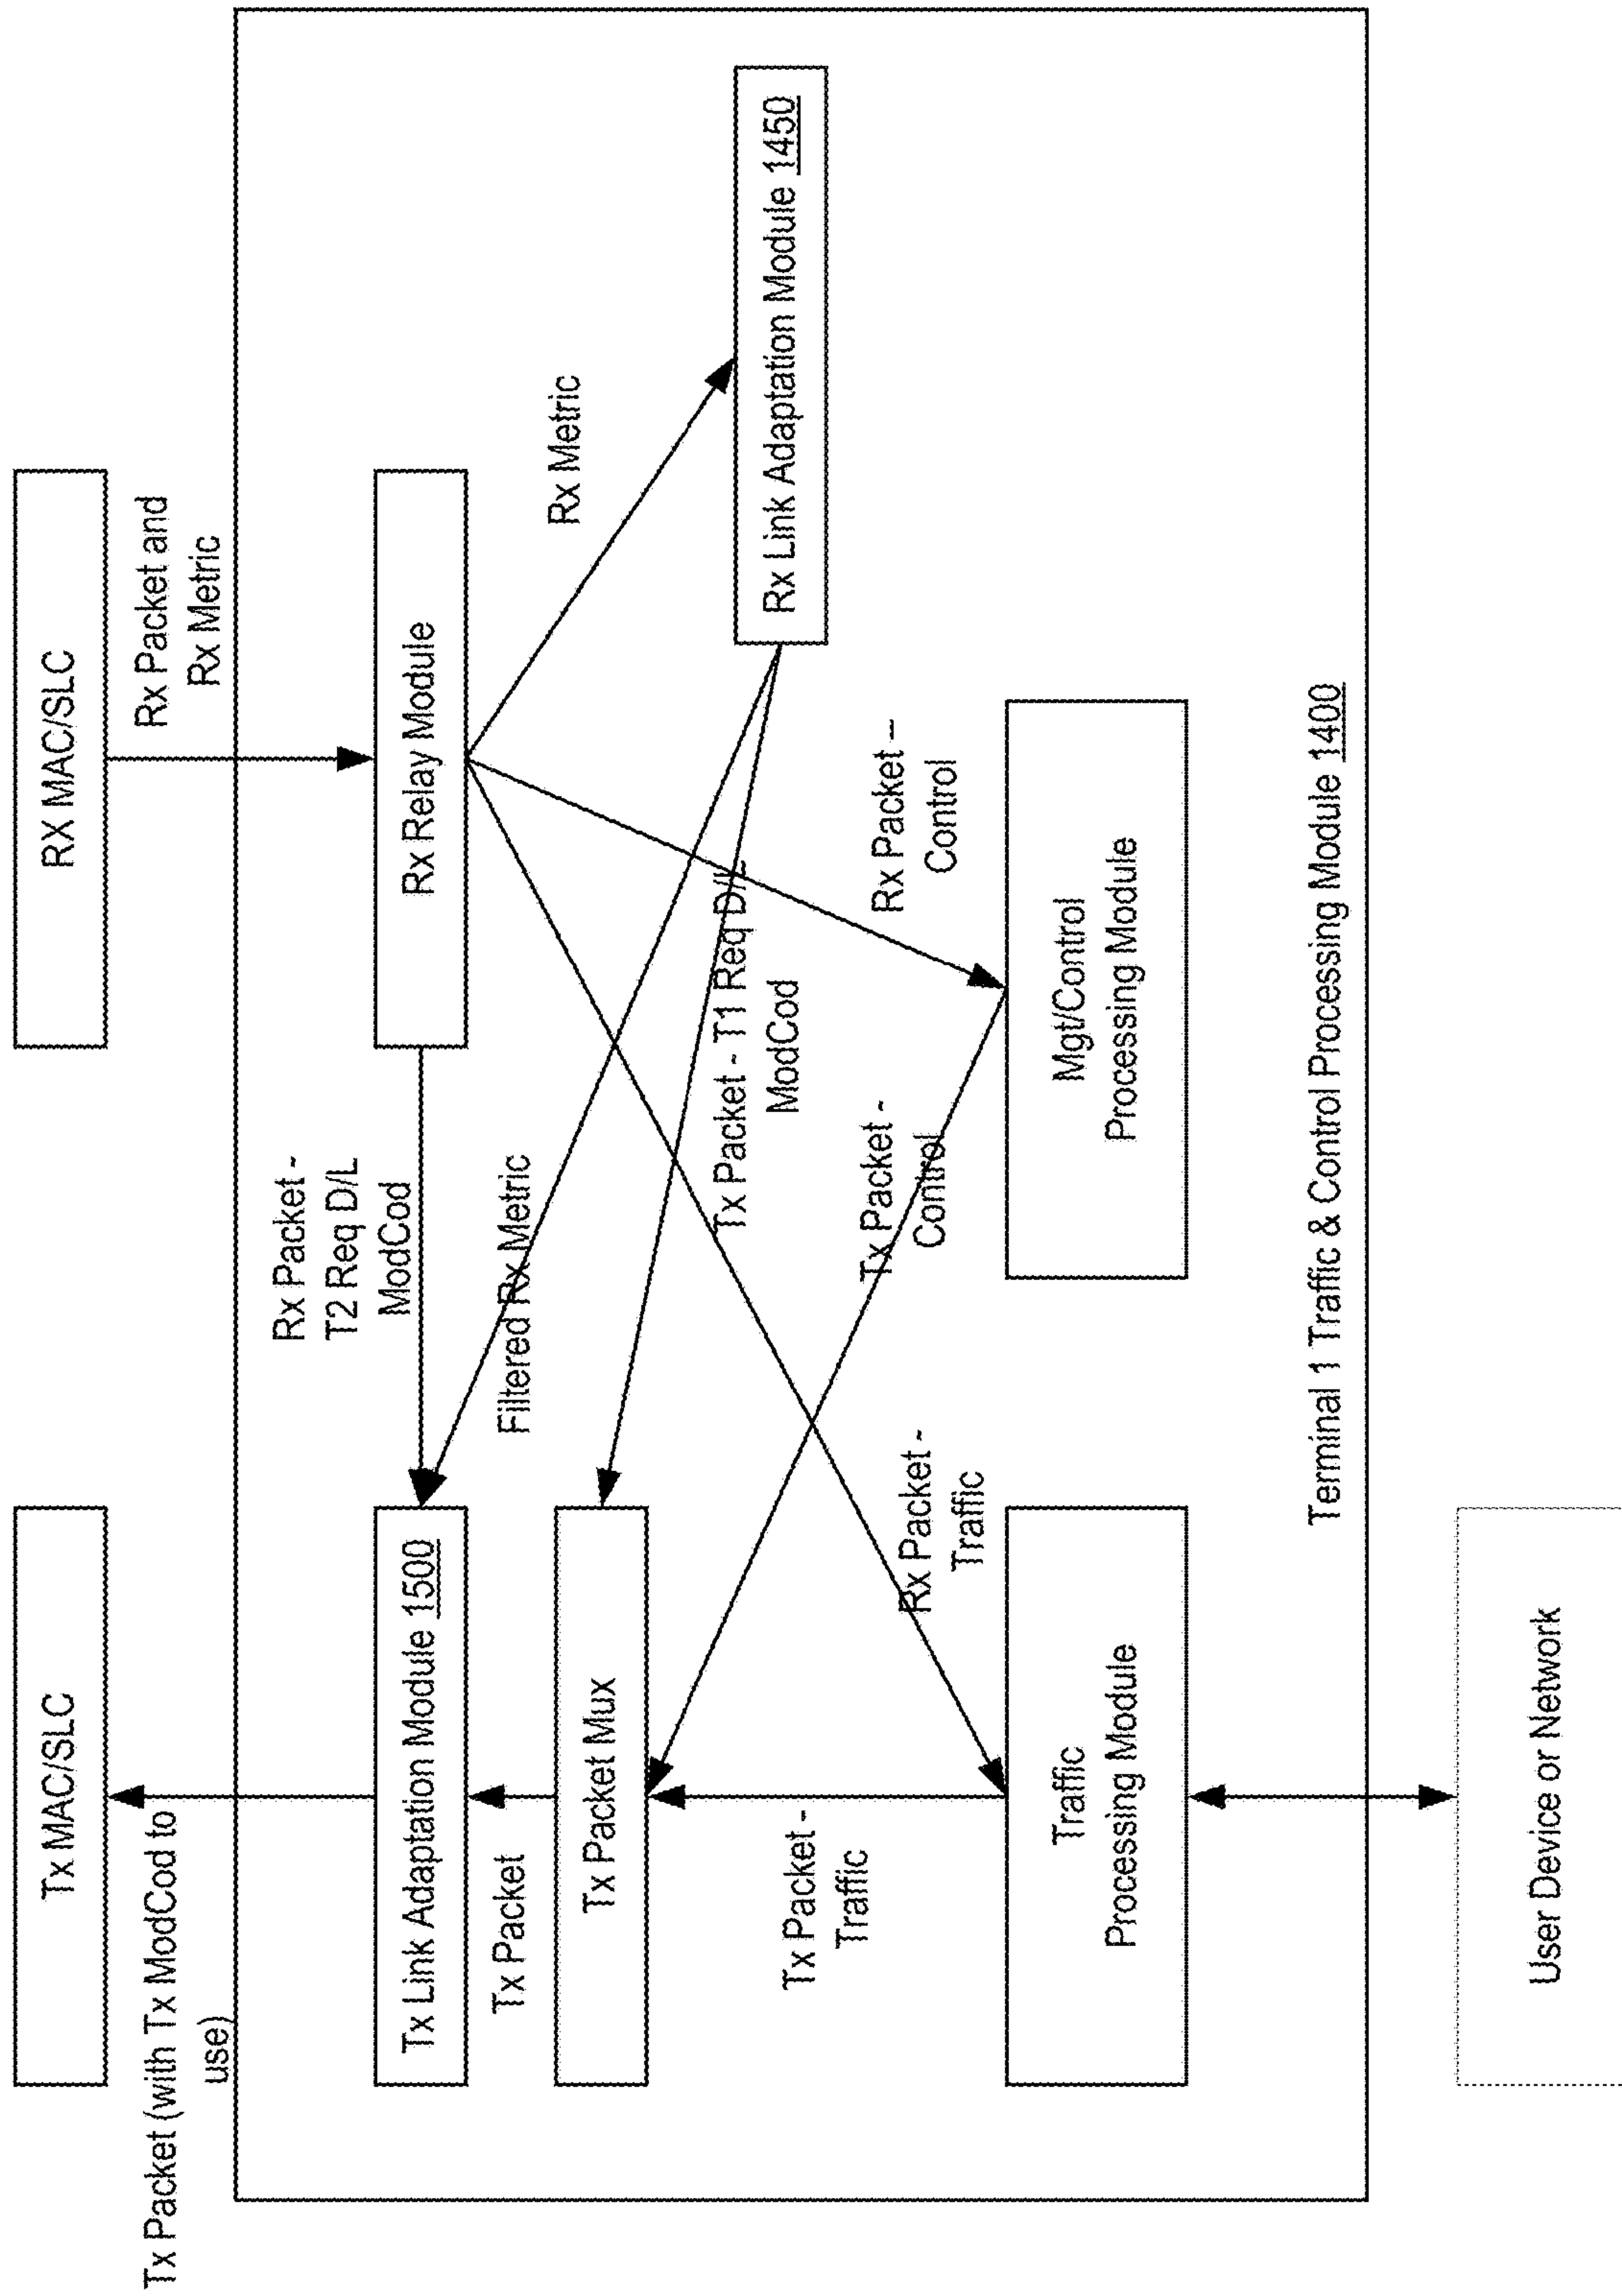 Tx MAC/SLC
RX MAC/SLC
Tx Packet (with Tx ModCod to
use)
Rx Packet and
Rx Metric
Tx Link Adaptation Module 1500
Rx Packet -
T2 Req D/L
ModCod
Rx Relay Module
Tx Packet
Filtered Rx Metric
Rx Metric
Tx Packet Mux
Tx Packet - T1 Req D/L
ModCod
Rx Link Adaptation Module 1450
Tx Packet -
Traffic
Tx Packet -
Control
Rx Packet –
Control
Rx Packet -
Traffic
Traffic
Processing Module
Mgt/Control
Processing Module
Terminal 1 Traffic & Control Processing Module 1400
User Device or Network